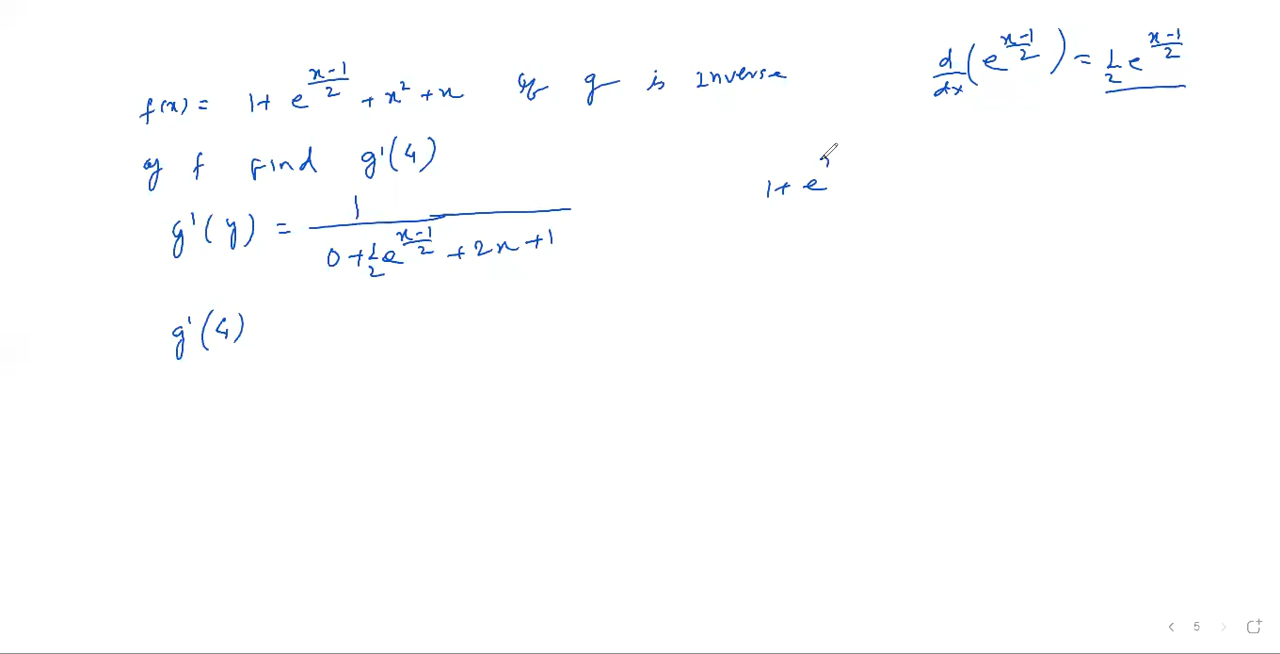 f(x) = 1 + e^((x-1)/2) + x² + x if g is Inverse
of f Find g'(4)
g'(y) = 1/(0 + 1/2 e^((x-1)/2) + 2x + 1)
g'(4)
d/dx (e^((x-1)/2)) = 1/2 e^((x-1)/2)
1 + e
5